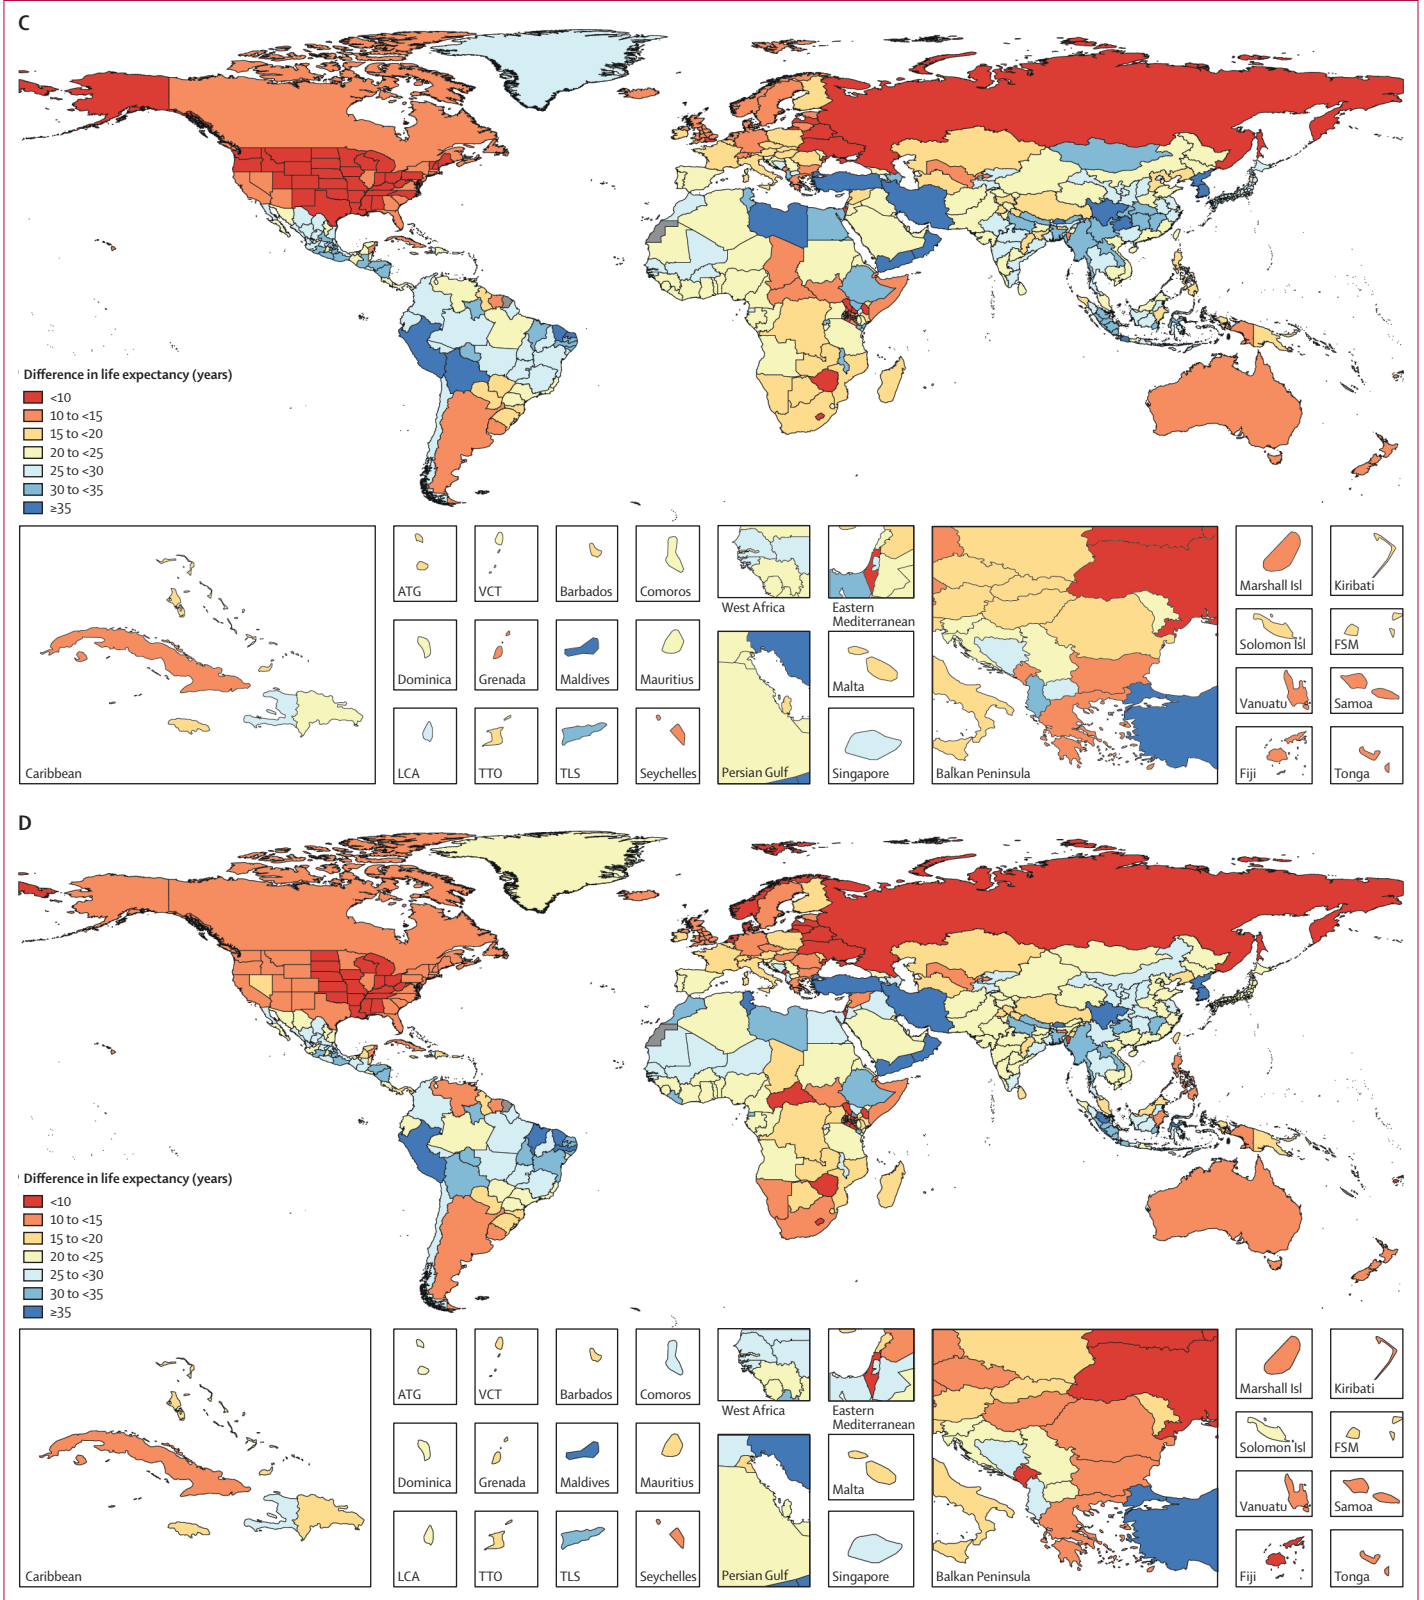 C
Difference in life expectancy (years)
<10
10 to <15
15 to <20
20 to <25
25 to <30
30 to <35
≥35
Caribbean
ATG
VCT
Barbados
Comoros
West Africa
Eastern
Mediterranean
Marshall Isl
Kiribati
Solomon Isl
FSM
Dominica
Grenada
Maldives
Mauritius
Malta
Vanuatu
Samoa
LCA
TTO
TLS
Seychelles
Persian Gulf
Singapore
Balkan Peninsula
Fiji
Tonga
D
Difference in life expectancy (years)
<10
10 to <15
15 to <20
20 to <25
25 to <30
30 to <35
≥35
Caribbean
ATG
VCT
Barbados
Comoros
West Africa
Eastern
Mediterranean
Marshall Isl
Kiribati
Solomon Isl
FSM
Dominica
Grenada
Maldives
Mauritius
Malta
Vanuatu
Samoa
LCA
TTO
TLS
Seychelles
Persian Gulf
Singapore
Balkan Peninsula
Fiji
Tonga